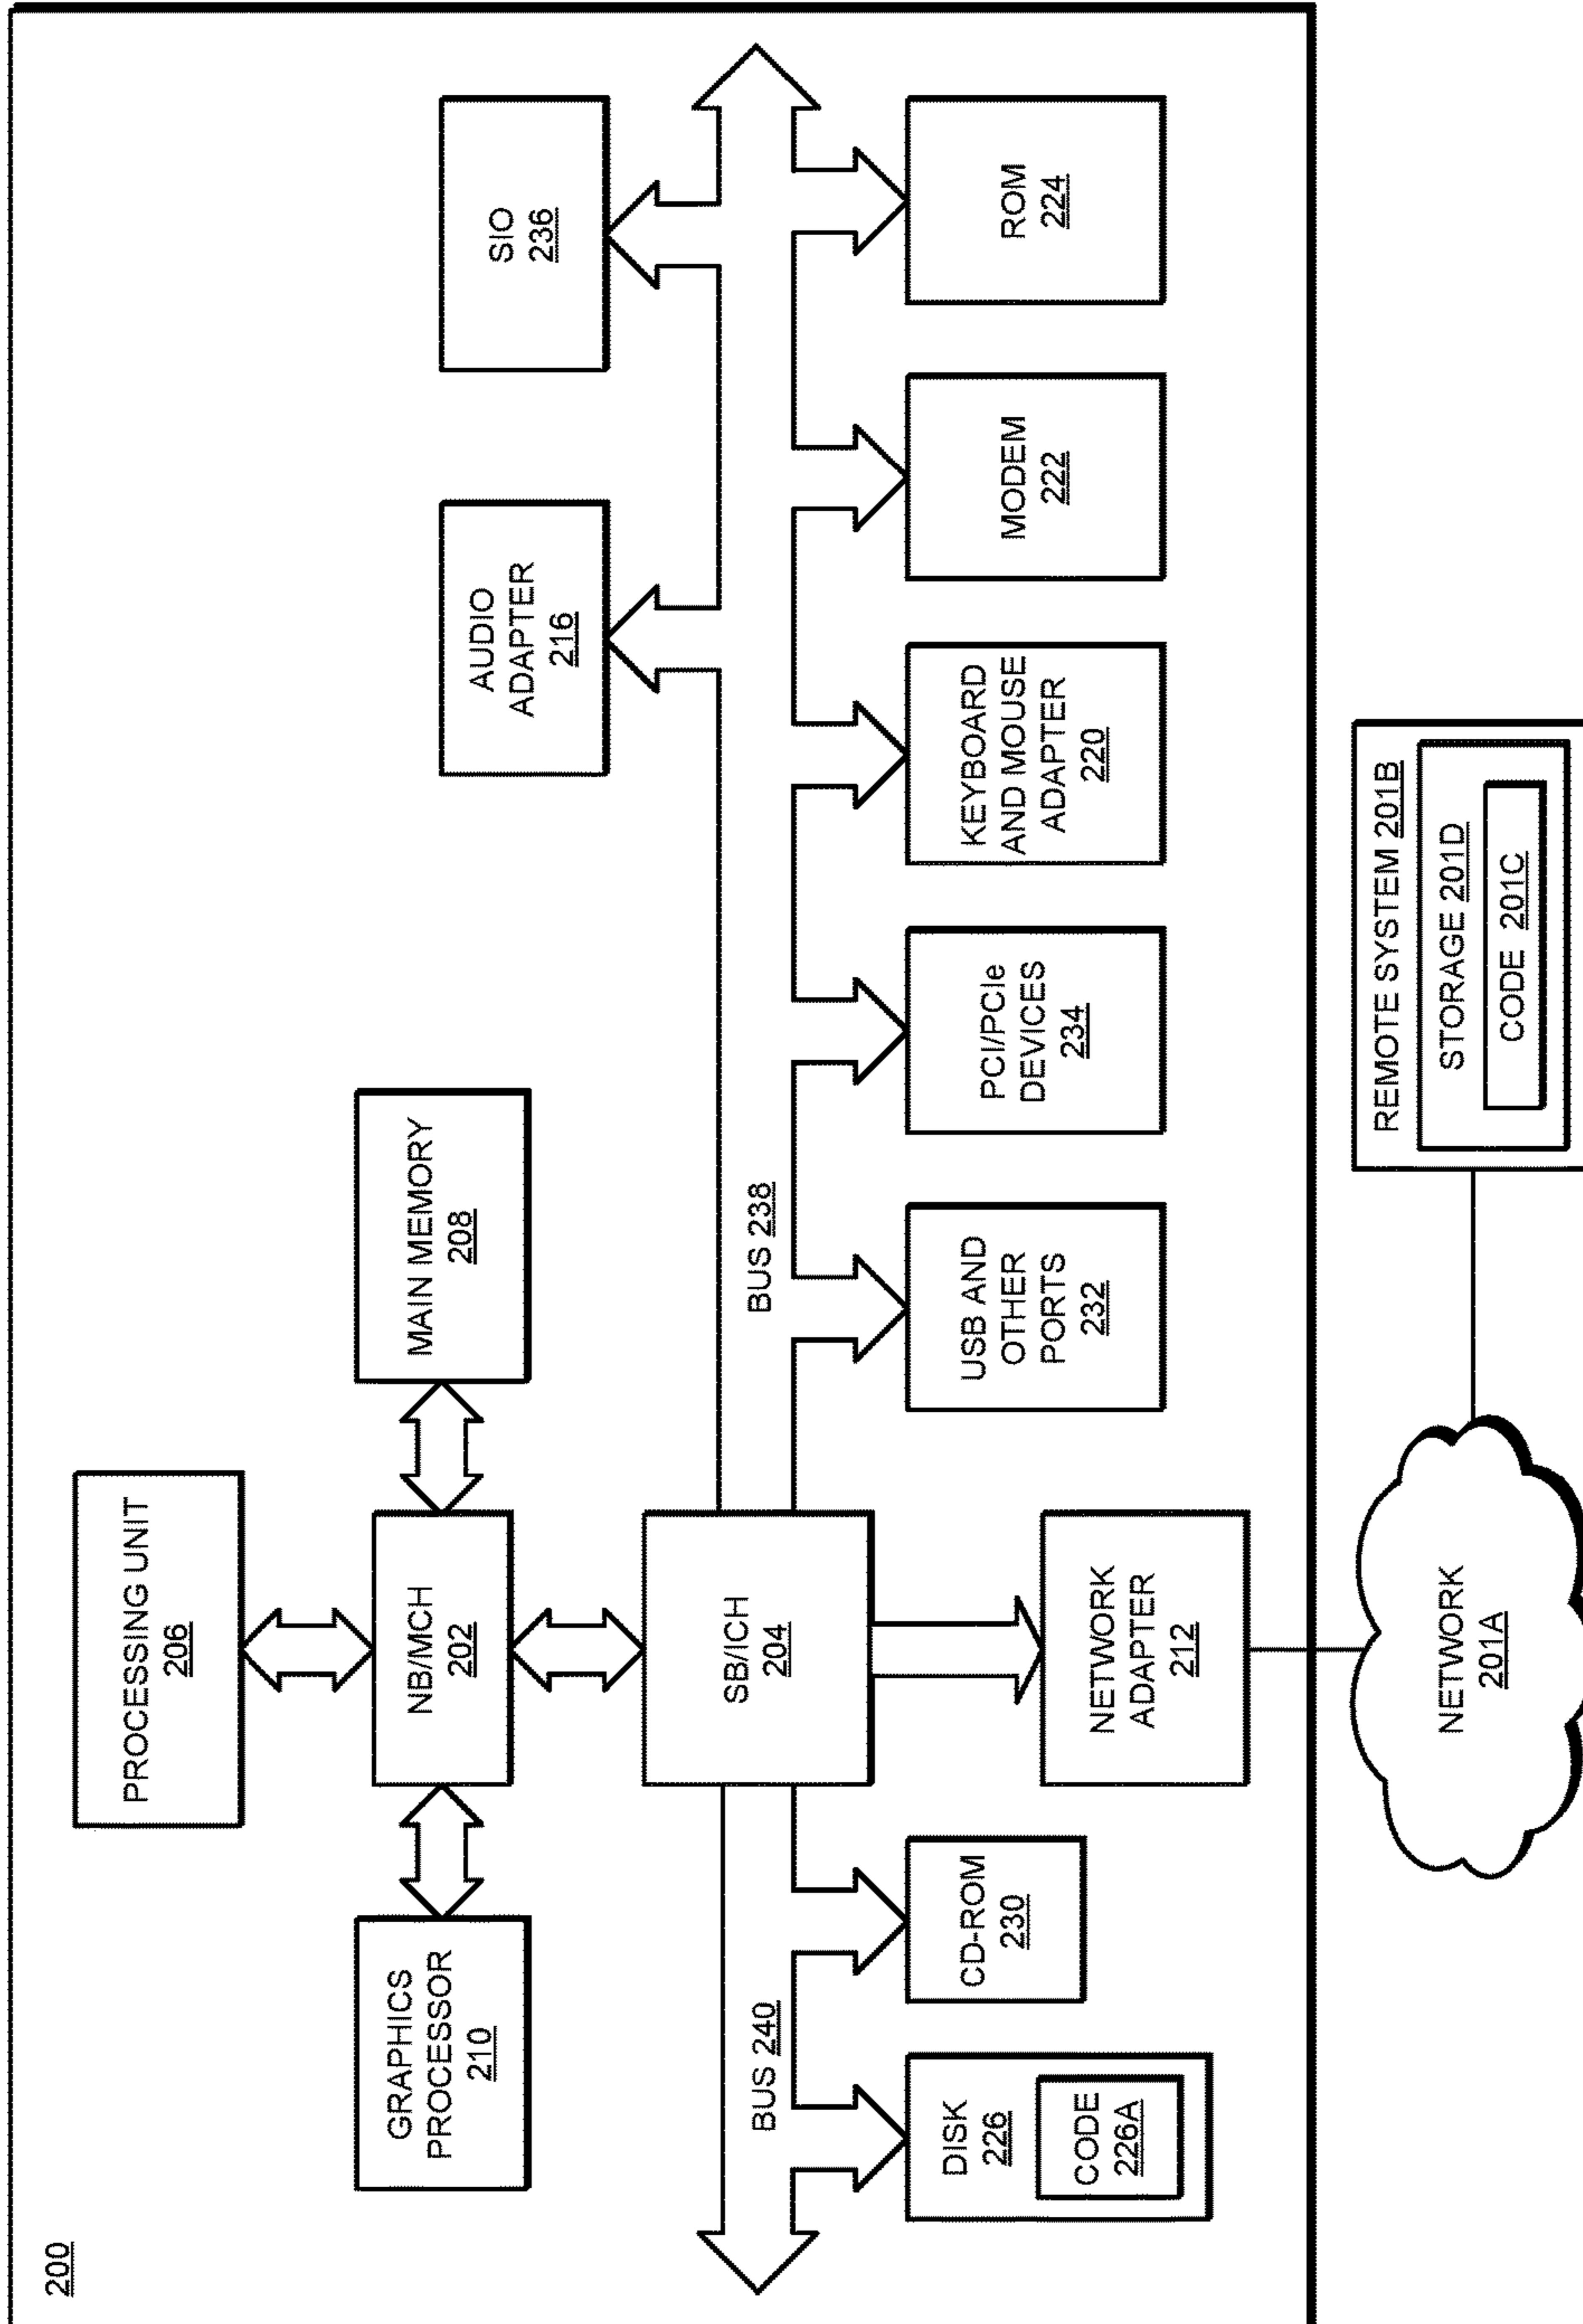 200
PROCESSING UNIT
206
GRAPHICS
PROCESSOR
210
NB/MCH
202
MAIN MEMORY
208
AUDIO
ADAPTER
216
SIO
236
SB/ICH
204
BUS 240
BUS 238
DISK
226
CODE
226A
CD-ROM
230
NETWORK
ADAPTER
212
USB AND
OTHER
PORTS
232
PCI/PCIe
DEVICES
234
KEYBOARD
AND MOUSE
ADAPTER
220
MODEM
222
ROM
224
NETWORK
201A
REMOTE SYSTEM 201B
STORAGE 201D
CODE 201C